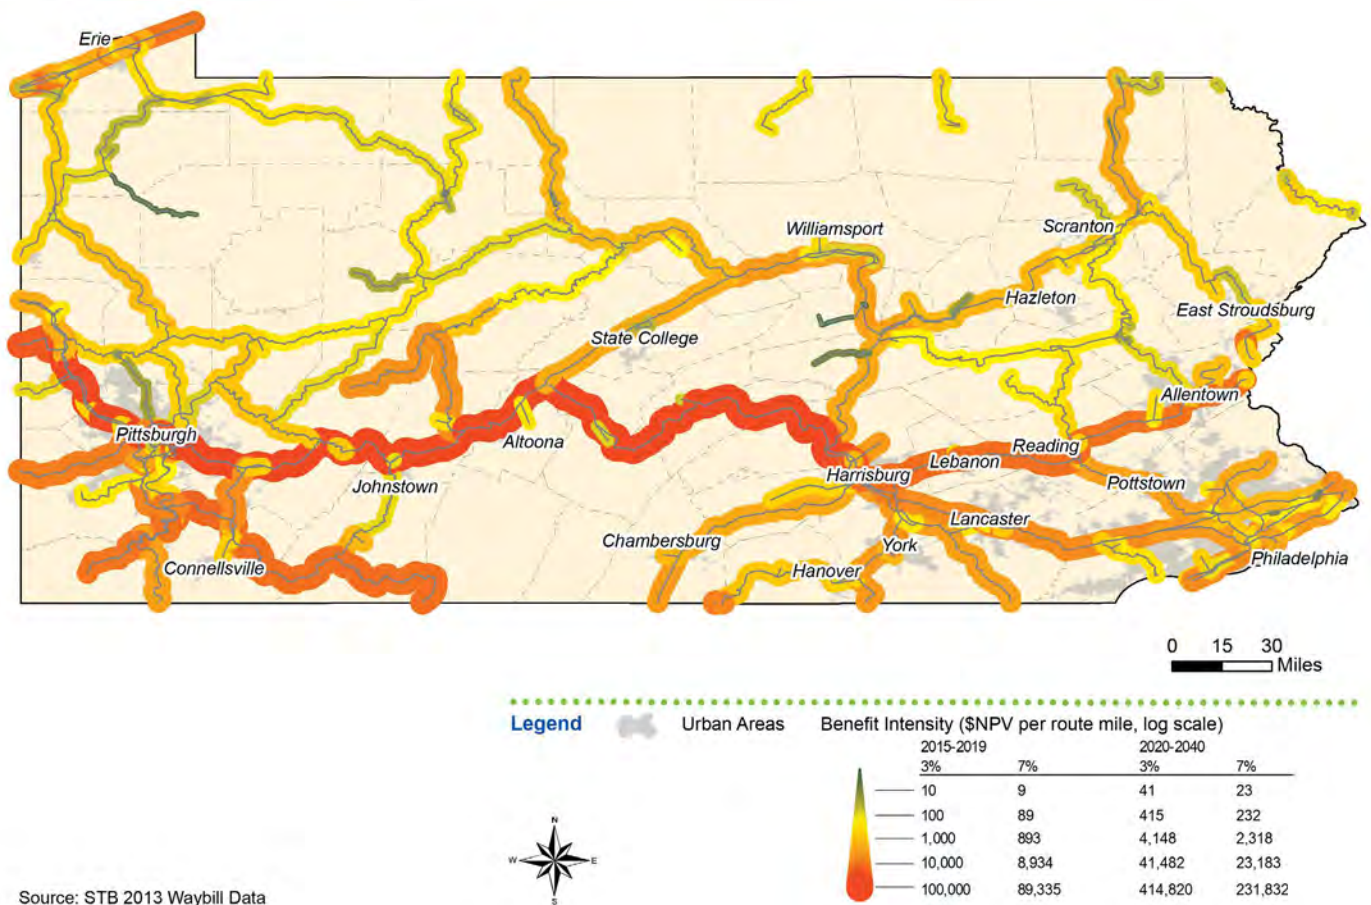 Erie
Williamsport
Scranton
Hazleton
East Stroudsburg
State College
Allentown
Pittsburgh
Altoona
Reading
Lebanon
Harrisburg
Johnstown
Pottstown
Lancaster
Chambersburg
York
Philadelphia
Connellsville
Hanover
0 15 30
Miles
Legend Urban Areas Benefit Intensity ($NPV per route mile, log scale)
2015-2019 2020-2040
3% 7% 3% 7%
10 9 41 23
100 89 415 232
1,000 893 4,148 2,318
10,000 8,934 41,482 23,183
100,000 89,335 414,820 231,832
N
W E
S
Source: STB 2013 Waybill Data